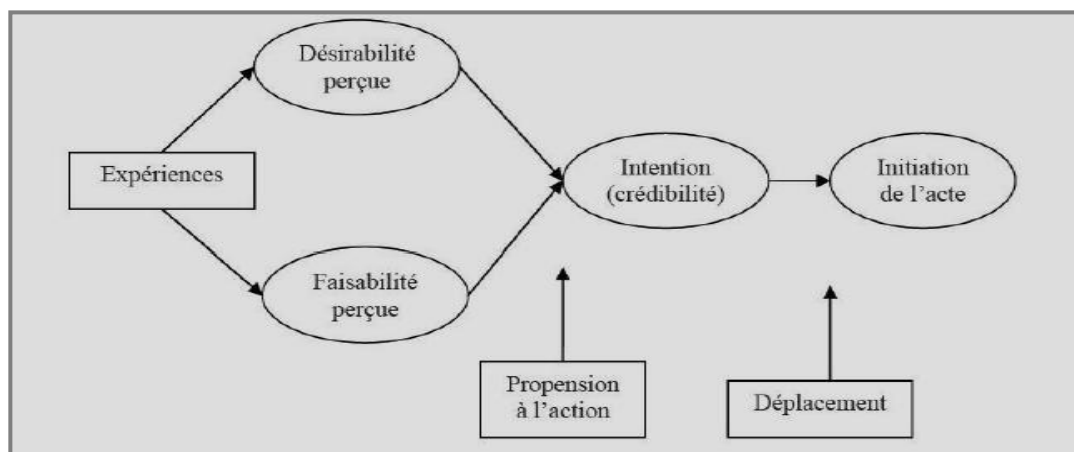 Désirabilité
perçue
Expériences
Intention
(crédibilité)
Initiation
de l’acte
Faisabilité
perçue
Propension
à l’action
Déplacement